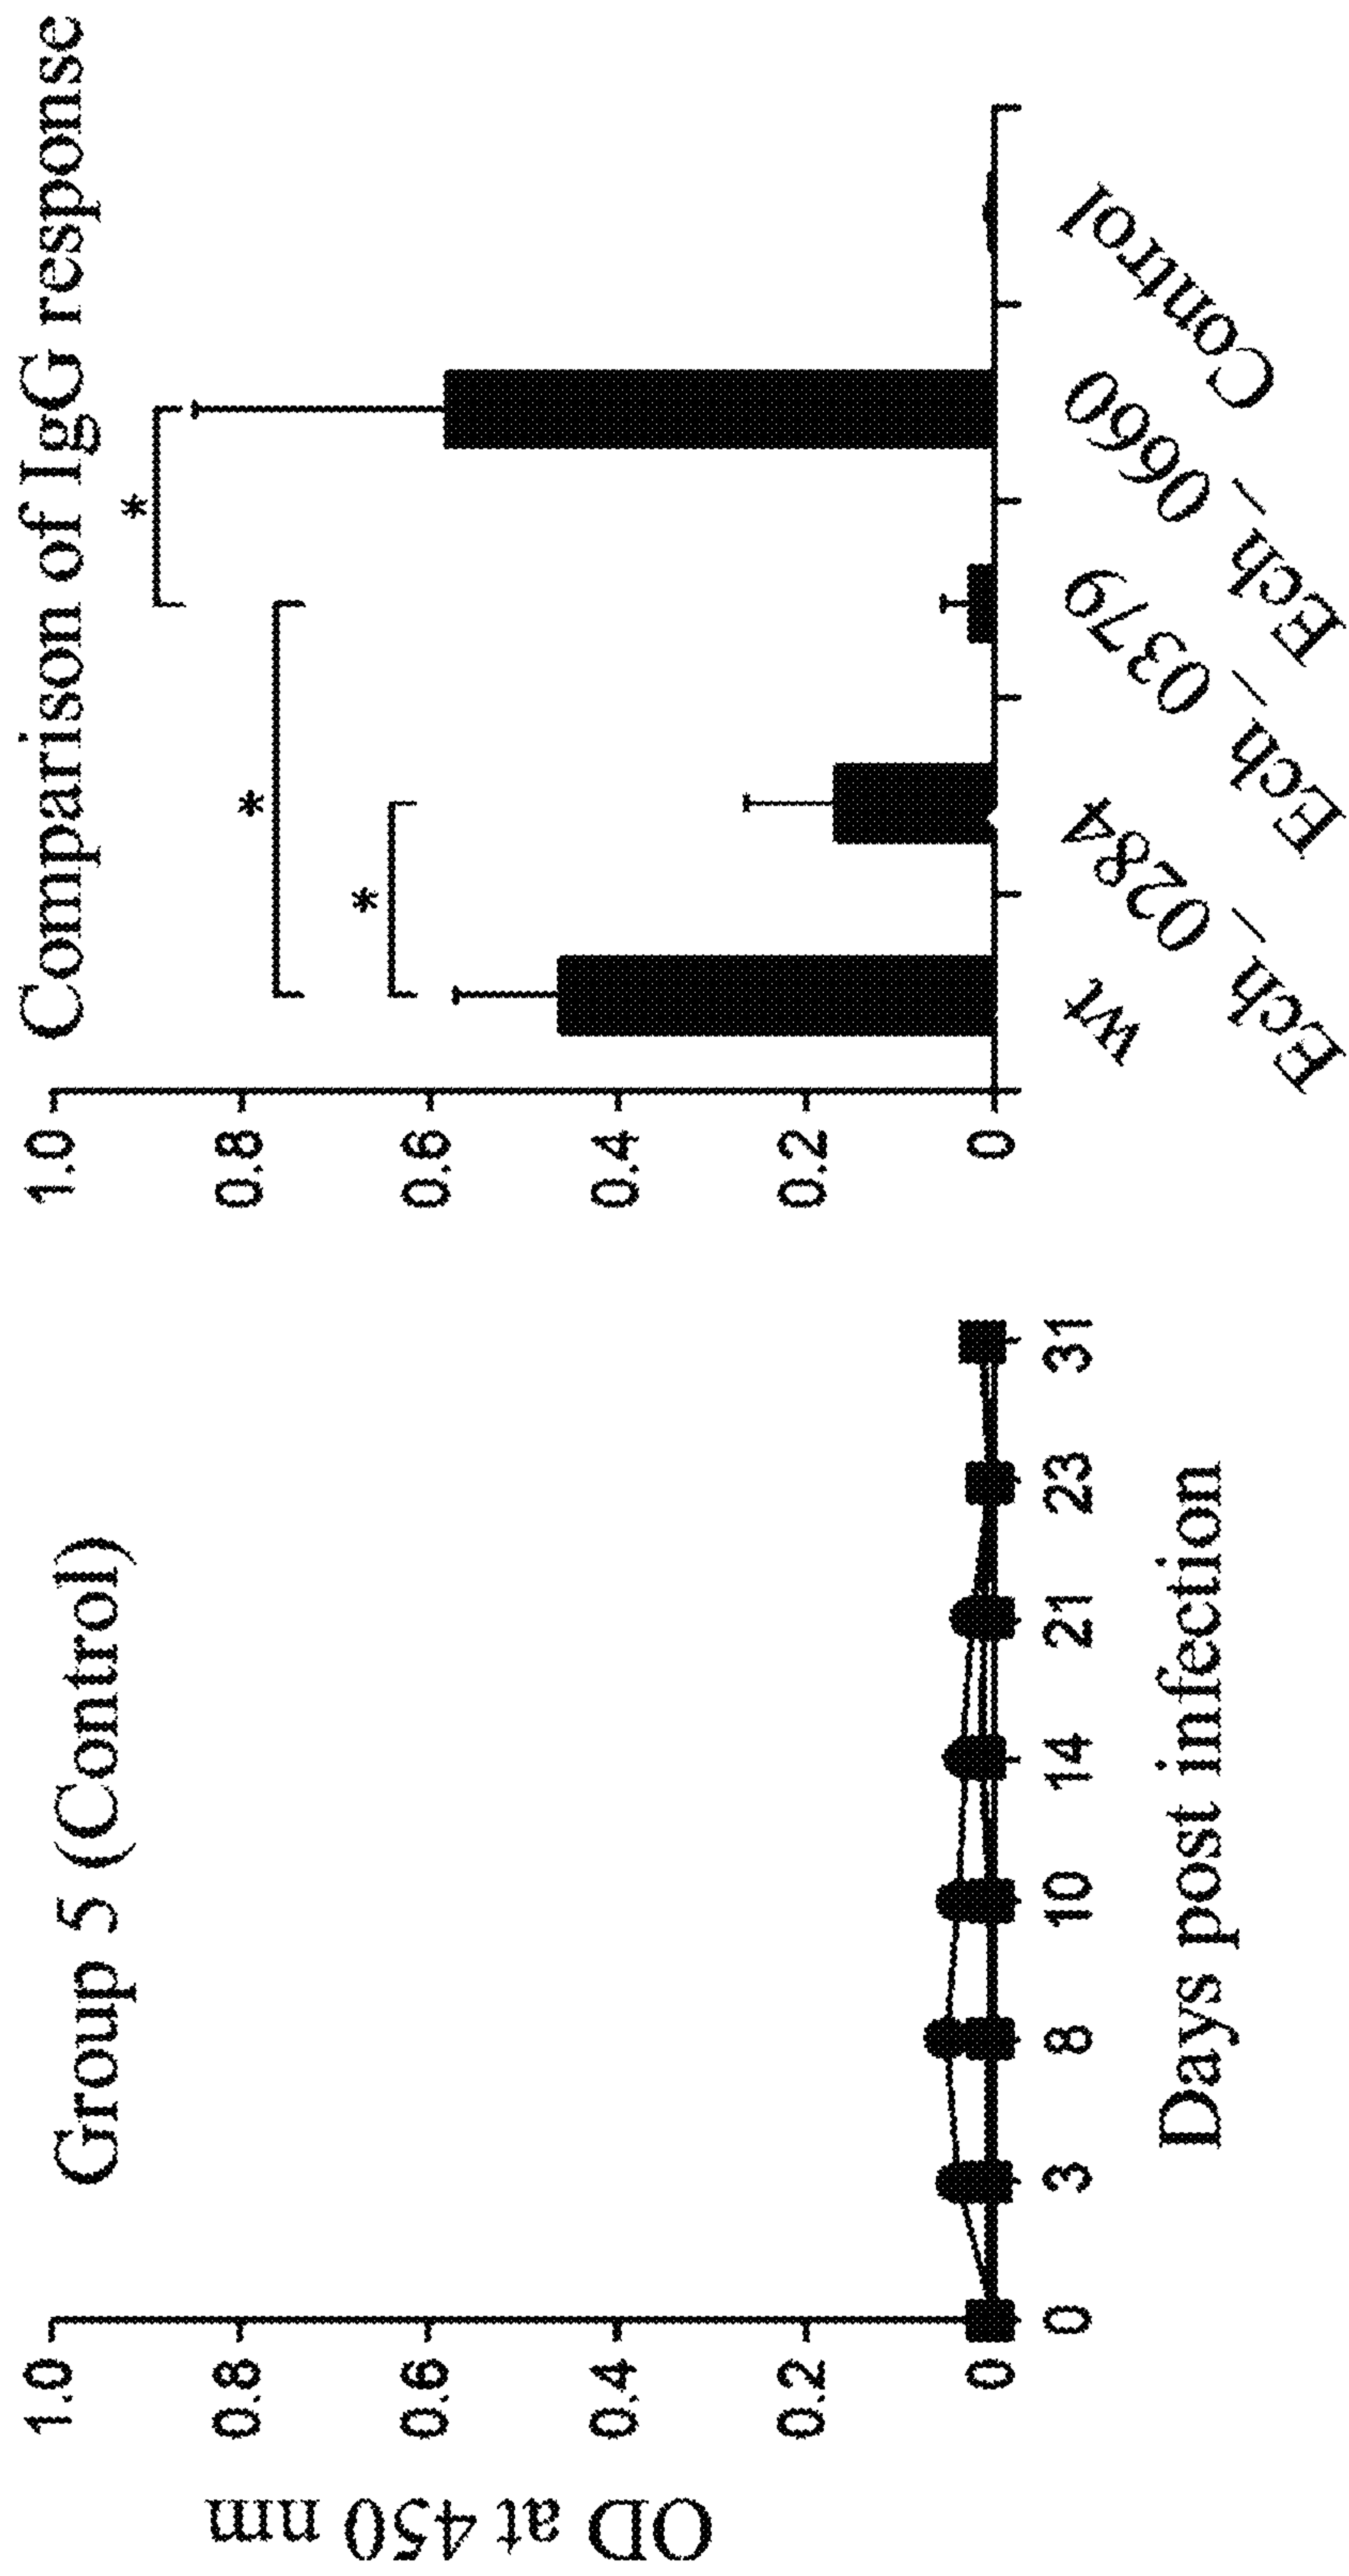 Group 5 (Control)
OD at 450 nm
1.0
0.8
0.6
0.4
0.2
0
0 3 8 10 14 21 23 31
Days post infection
Comparison of IgG response
1.0
0.8
0.6
0.4
0.2
0
*
*
*
wt
Ech_0284
Ech_0379
Ech_0660
Control